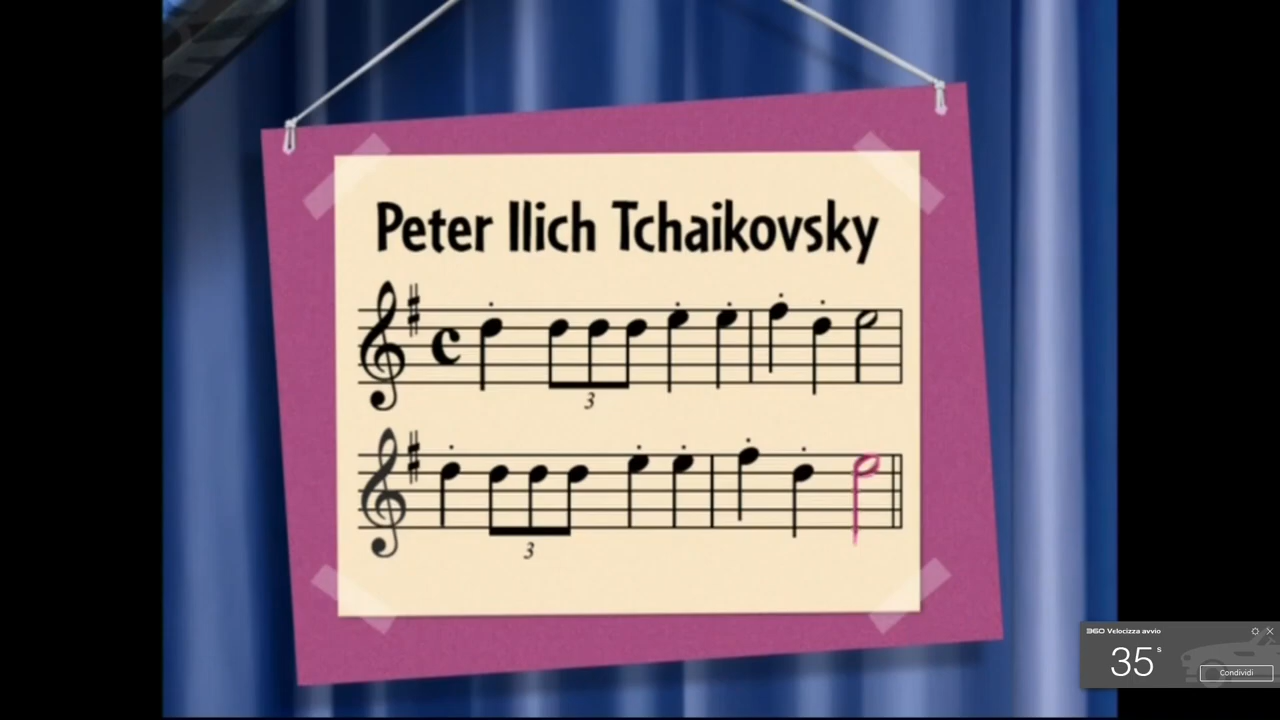 Peter Ilich Tchaikovsky
3
3
360 Velocizza avvio
35 s
Condividi